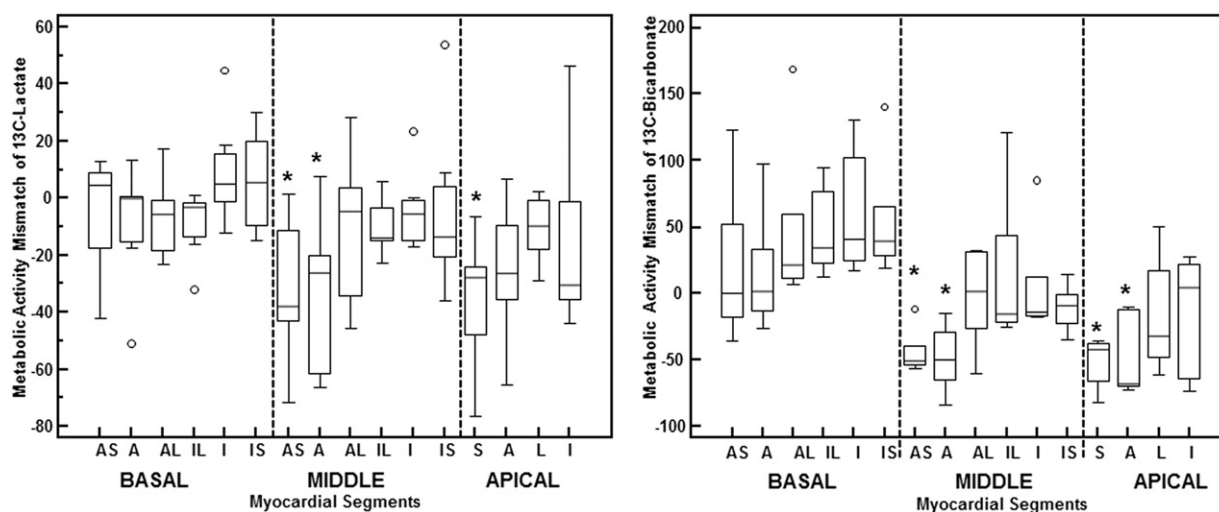 Metabolic Activity Mismatch of 13C-Lactate
60
40
20
0
-20
-40
-60
-80
* * *
AS A AL IL I IS AS A AL IL I IS S A L I
BASAL MIDDLE APICAL
Myocardial Segments
Metabolic Activity Mismatch of 13C-Bicarbonate
200
150
100
50
0
-50
-100
* * * *
AS A AL IL I IS AS A AL IL I IS S A L I
BASAL MIDDLE APICAL
Myocardial Segments